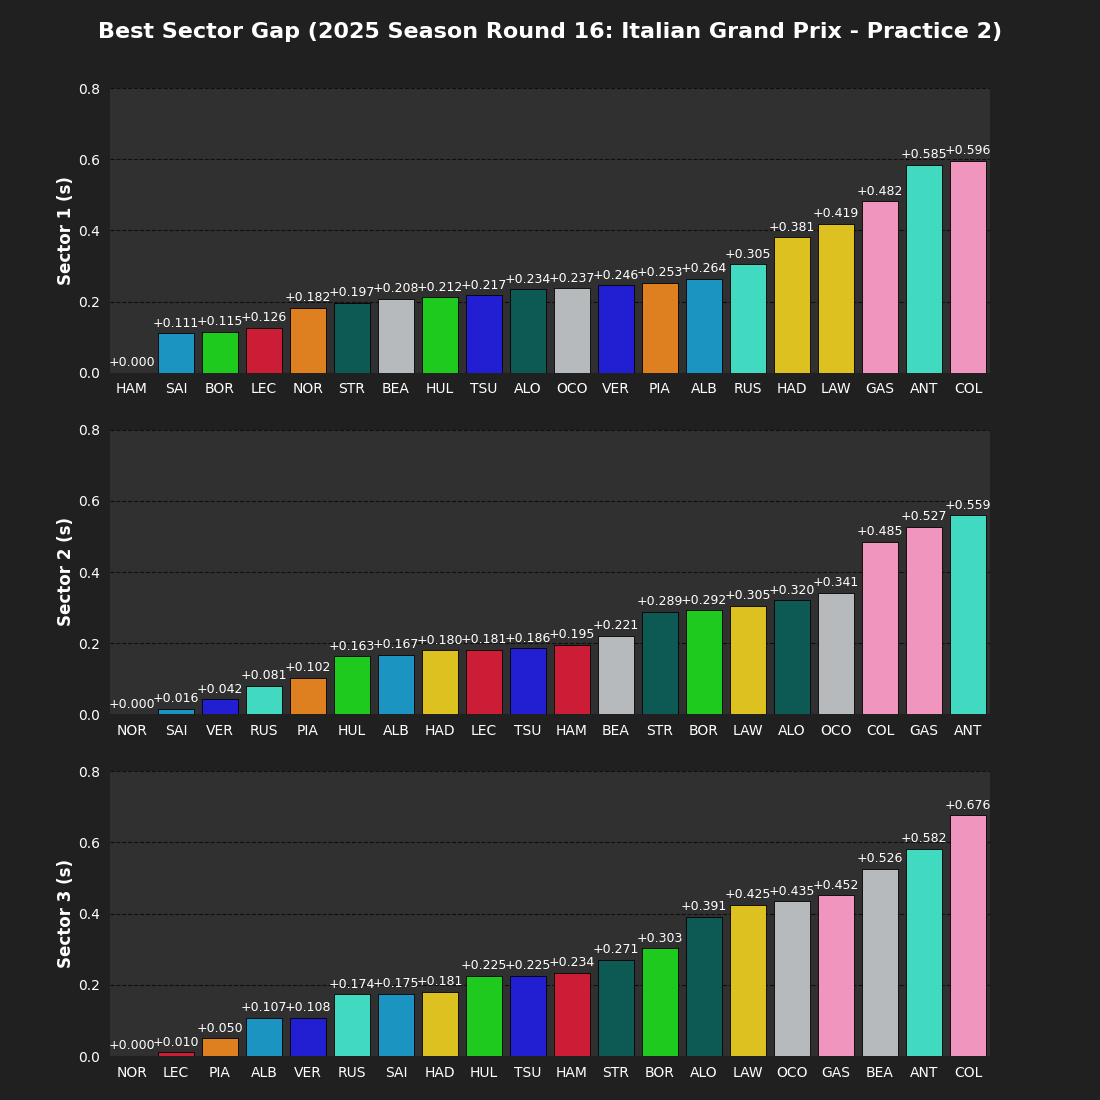 Best Sector Gap (2025 Season Round 16: Italian Grand Prix - Practice 2)
Sector 1 (s)
0.8
0.6
0.4
0.2
0.0
+0.000 +0.111 +0.115 +0.126 +0.182 +0.197 +0.208 +0.212 +0.217 +0.234 +0.237 +0.246 +0.253 +0.264 +0.305 +0.381 +0.419 +0.482 +0.585 +0.596
HAM SAI BOR LEC NOR STR BEA HUL TSU ALO OCO VER PIA ALB RUS HAD LAW GAS ANT COL
Sector 2 (s)
0.8
0.6
0.4
0.2
0.0
+0.000 +0.016 +0.042 +0.081 +0.102 +0.163 +0.167 +0.180 +0.181 +0.186 +0.195 +0.221 +0.289 +0.292 +0.305 +0.320 +0.341 +0.485 +0.527 +0.559
NOR SAI VER RUS PIA HUL ALB HAD LEC TSU HAM BEA STR BOR LAW ALO OCO COL GAS ANT
Sector 3 (s)
0.8
0.6
0.4
0.2
0.0
+0.000 +0.010 +0.050 +0.107 +0.108 +0.174 +0.175 +0.181 +0.225 +0.225 +0.234 +0.271 +0.303 +0.391 +0.425 +0.435 +0.452 +0.526 +0.582 +0.676
NOR LEC PIA ALB VER RUS SAI HAD HUL TSU HAM STR BOR ALO LAW OCO GAS BEA ANT COL